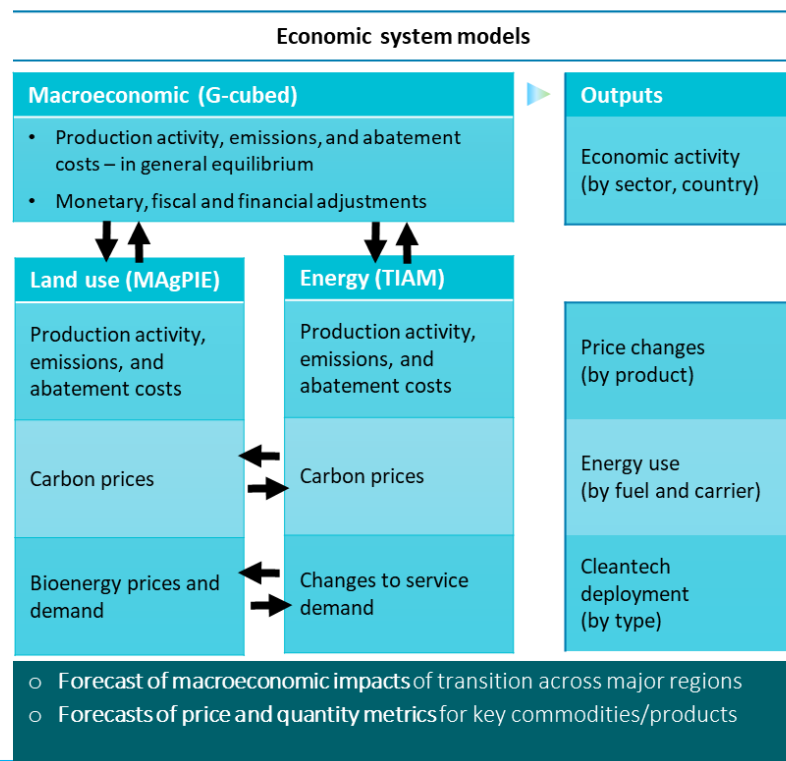 Economic system models
Macroeconomic (G-cubed)
• Production activity, emissions, and abatement
costs – in general equilibrium
• Monetary, fiscal and financial adjustments
Outputs
Economic activity
(by sector, country)
Land use (MAgPIE)
Production activity,
emissions, and
abatement costs
Carbon prices
Bioenergy prices and
demand
Energy (TIAM)
Production activity,
emissions, and
abatement costs
Carbon prices
Changes to service
demand
Price changes
(by product)
Energy use
(by fuel and carrier)
Cleantech
deployment
(by type)
o Forecast of macroeconomic impacts of transition across major regions
o Forecasts of price and quantity metrics for key commodities/products